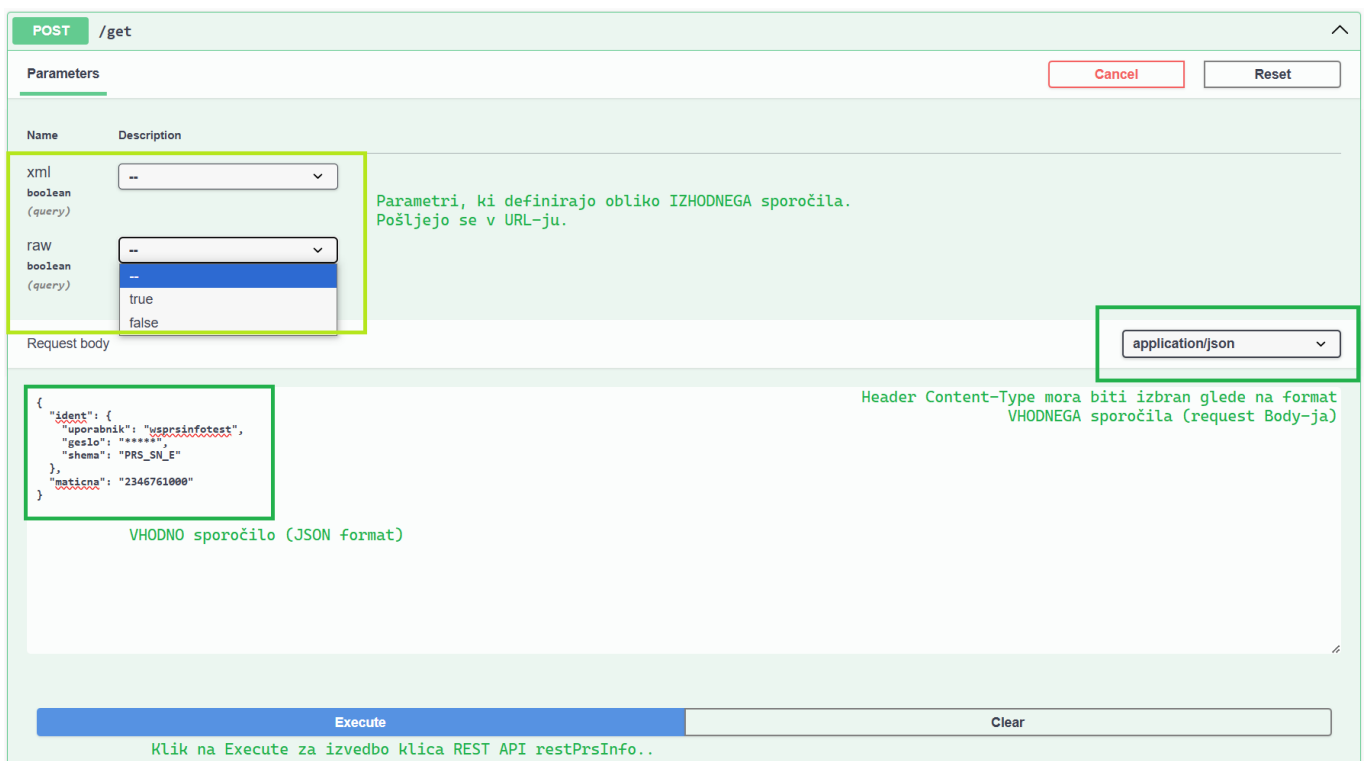 POST /get
Parameters
Cancel
Reset
Name Description
xml
boolean
(query)
--
Parametri, ki definirajo obliko IZHODNEGA sporočila.
Pošljejo se v URL-ju.
raw
boolean
(query)
--
--
true
false
Request body
application/json
Header Content-Type mora biti izbran glede na format
VHODNEGA sporočila (request Body-ja)
{
  "ident": {
    "uporabnik": "wsprsinfotest",
    "geslo": "*****",
    "shema": "PRS_SN_E"
  },
  "maticna": "2346761000"
}
VHODNO sporočilo (JSON format)
Execute
Clear
Klik na Execute za izvedbo klica REST API restPrsInfo..